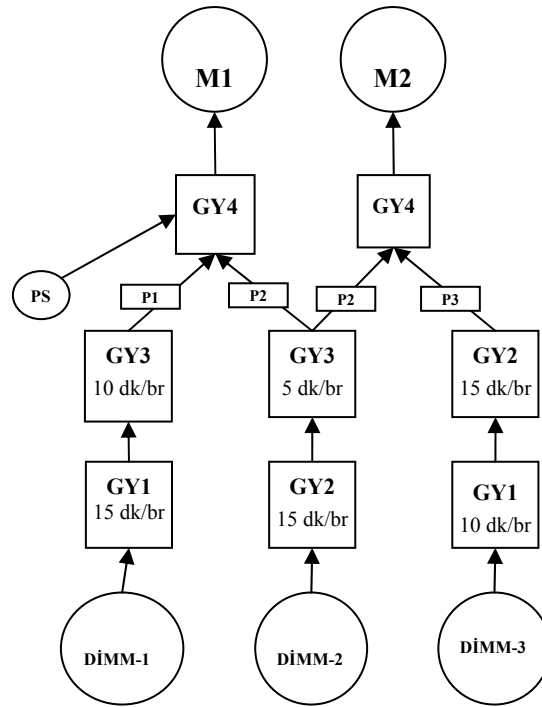 M1
M2
GY4
GY4
PS
P1
P2
P2
P3
GY3
10 dk/br
GY3
5 dk/br
GY2
15 dk/br
GY1
15 dk/br
GY2
15 dk/br
GY1
10 dk/br
DİMM-1
DİMM-2
DİMM-3